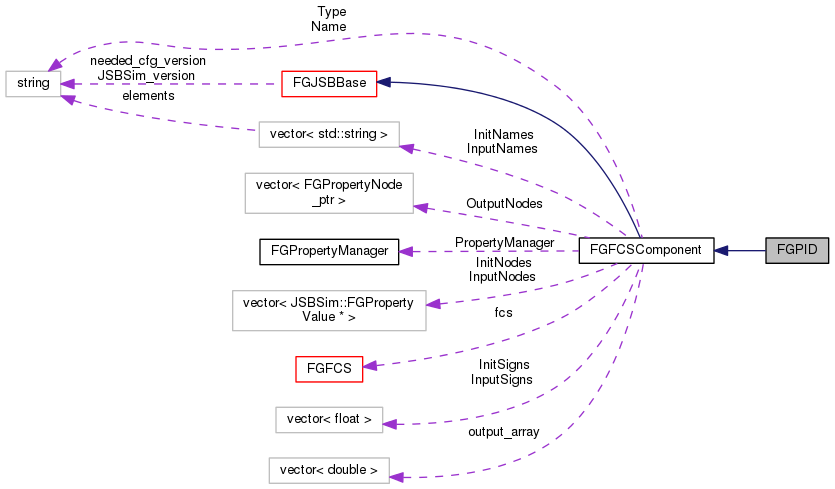 Type
Name
needed_cfg_version
JSBSim_version
string
FGJSBBase
elements
vector< std::string >
InitNames
InputNames
vector< FGPropertyNode
_ptr >
OutputNodes
FGPropertyManager
PropertyManager
FGFCSComponent
FGPID
InitNodes
InputNodes
vector< JSBSim::FGProperty
Value * >
fcs
FGFCS
InitSigns
InputSigns
vector< float >
output_array
vector< double >